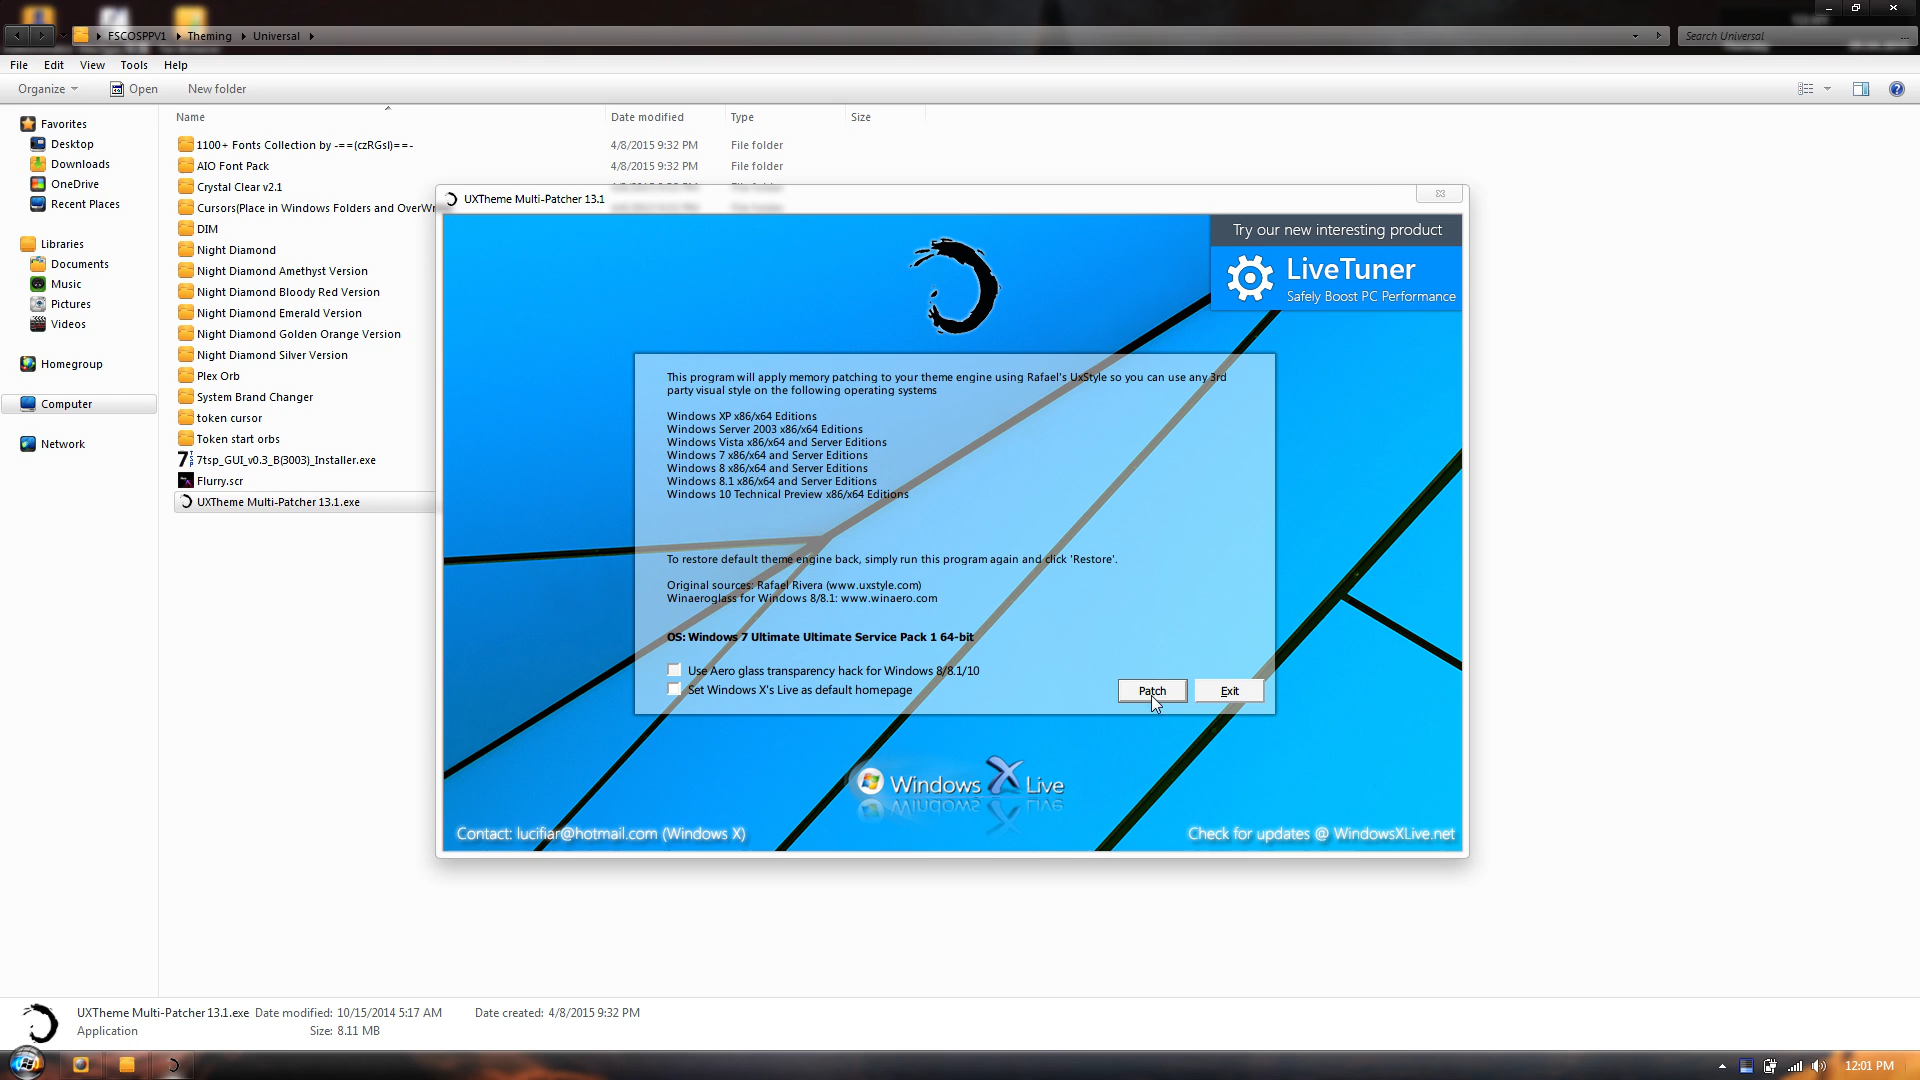 FSCOSPPV1 Theming Universal
Search Universal
File Edit View Tools Help
Organize Open New folder
Name Date modified Type Size
Favorites
Desktop
Downloads
OneDrive
Recent Places
Libraries
Documents
Music
Pictures
Videos
Homegroup
Computer
Network
1100+ Fonts Collection by -==(czRGsl)==- 4/8/2015 9:32 PM File folder
AIO Font Pack 4/8/2015 9:32 PM File folder
Crystal Clear v2.1
Cursors(Place in Windows Folders and
DIM
Night Diamond
Night Diamond Amethyst Version
Night Diamond Bloody Red Version
Night Diamond Emerald Version
Night Diamond Golden Orange Version
Night Diamond Silver Version
Plex Orb
System Brand Changer
token cursor
Token start orbs
7tsp_GUI_v0.3_B(3003)_Installer.exe
Flurry.scr
UXTheme Multi-Patcher 13.1.exe
UXTheme Multi-Patcher 13.1
Try our new interesting product
LiveTuner
Safely Boost PC Performance
This program will apply memory patching to your theme engine using Rafael's UxStyle so you can use any 3rd
party visual style on the following operating systems
Windows XP x86/x64 Editions
Windows Server 2003 x86/x64 Editions
Windows Vista x86/x64 and Server Editions
Windows 7 x86/x64 and Server Editions
Windows 8 x86/x64 and Server Editions
Windows 8.1 x86/x64 and Server Editions
Windows 10 Technical Preview x86/x64 Editions
To restore default theme engine back, simply run this program again and click 'Restore'.
Original sources: Rafael Rivera (www.uxstyle.com)
Winaeroglass for Windows 8/8.1: www.winaero.com
OS: Windows 7 Ultimate Ultimate Service Pack 1 64-bit
Use Aero glass transparency hack for Windows 8/8.1/10
Set Windows X's Live as default homepage
Patch Exit
Windows X Live
Contact: lucifiar@hotmail.com (Windows X)
Check for updates @ WindowsXLive.net
UXTheme Multi-Patcher 13.1.exe Date modified: 10/15/2014 5:17 AM Date created: 4/8/2015 9:32 PM
Application Size: 8.11 MB
12:01 PM